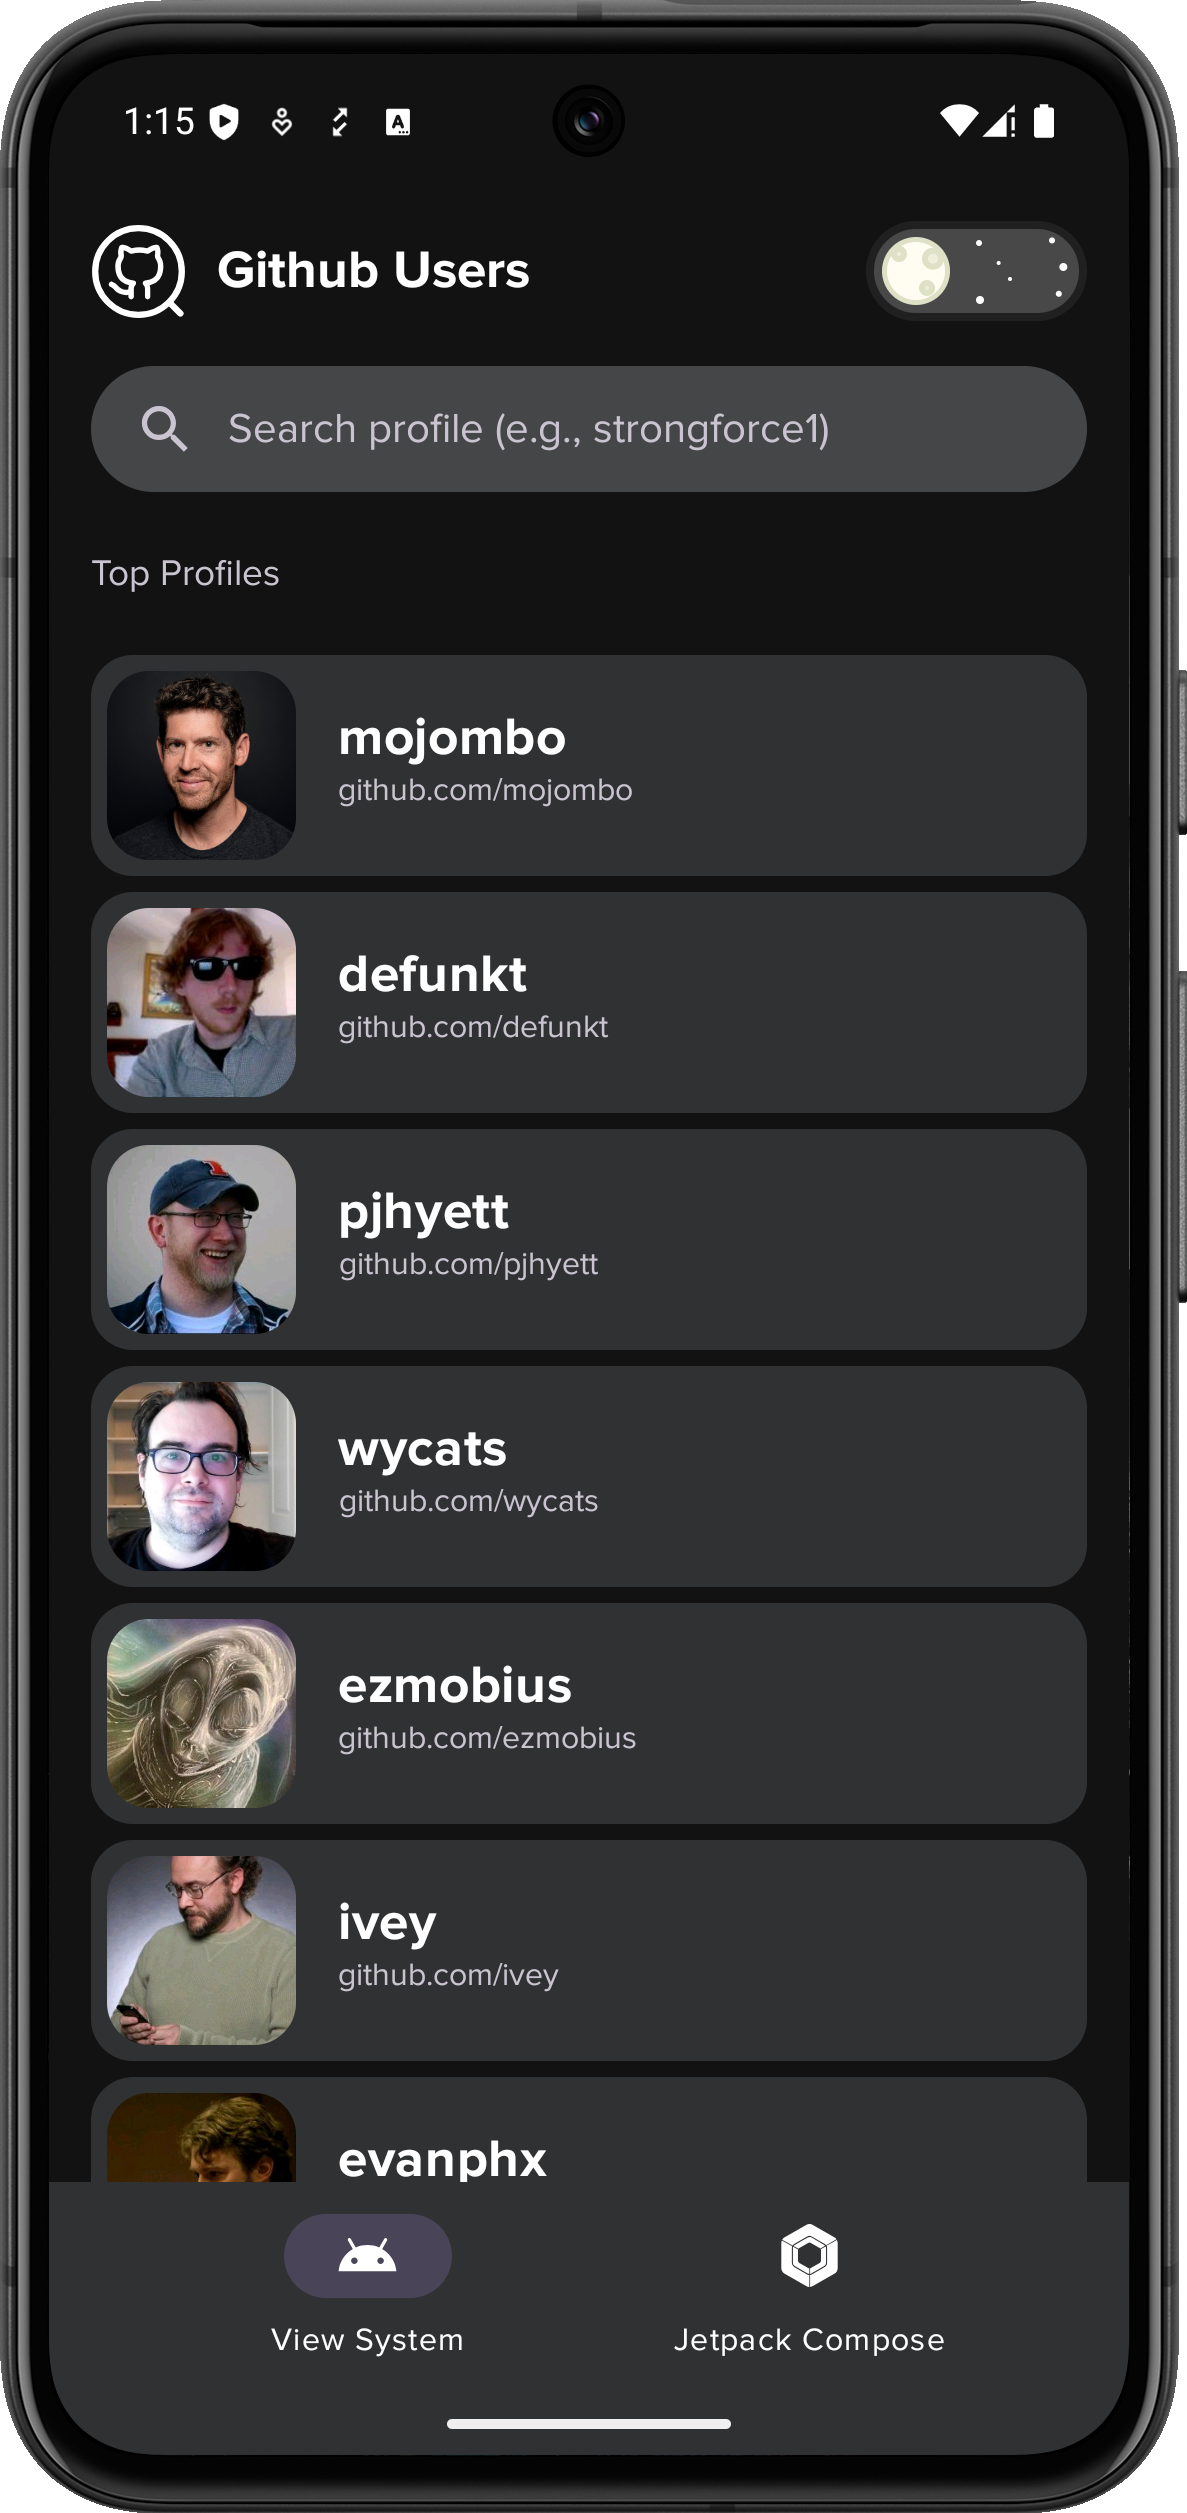 1:15
Github Users
Search profile (e.g., strongforce1)
Top Profiles
mojombo
github.com/mojombo
defunkt
github.com/defunkt
pjhyett
github.com/pjhyett
wycats
github.com/wycats
ezmobius
github.com/ezmobius
ivey
github.com/ivey
evanphx
View System
Jetpack Compose